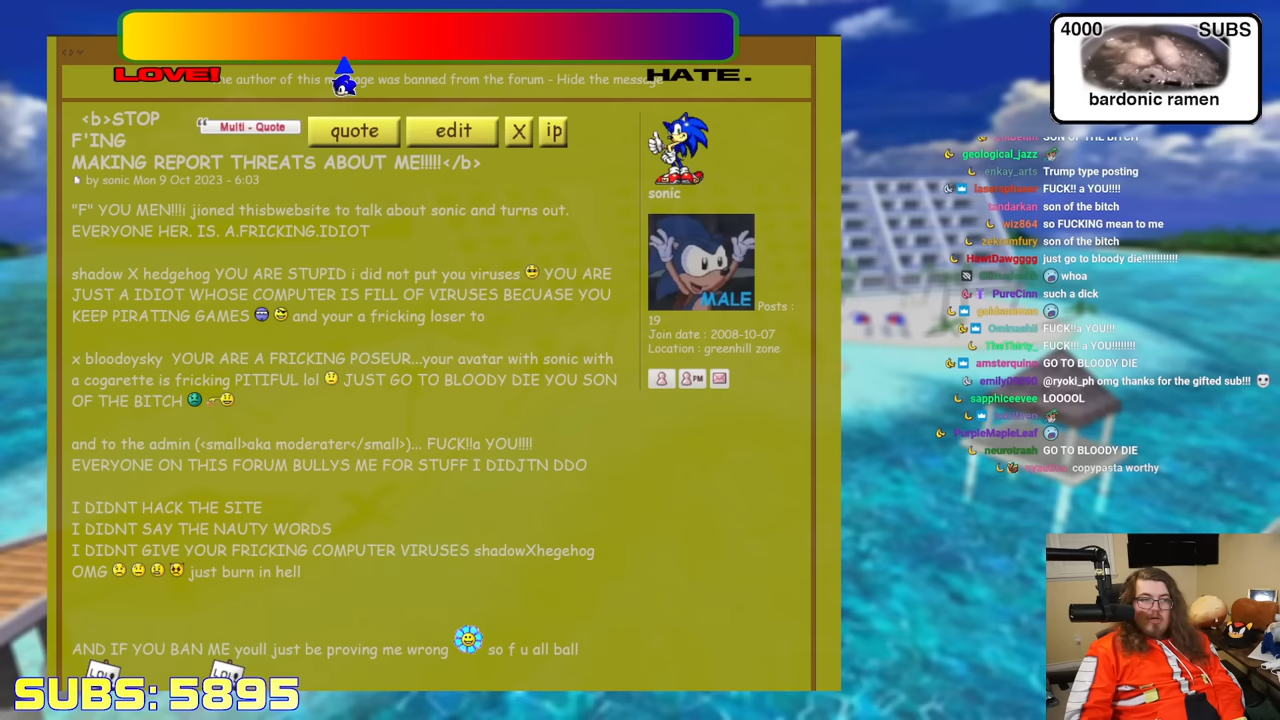 4000 SUBS
bardonic ramen
LOVE!
HATE.
he author of this message was banned from the forum - Hide the message
<b>STOP
F'ING
MAKING REPORT THREATS ABOUT ME!!!!!</b>
Multi - Quote
quote
edit
X
ip
by sonic Mon 9 Oct 2023 - 6:03
"F" YOU MEN!!!i jioned thisbwebsite to talk about sonic and turns out.
EVERYONE HER. IS. A.FRICKING.IDIOT
shadow X hedgehog YOU ARE STUPID i did not put you viruses YOU ARE
JUST A IDIOT WHOSE COMPUTER IS FILL OF VIRUSES BECUASE YOU
KEEP PIRATING GAMES and your a fricking loser to
x bloodoysky YOUR ARE A FRICKING POSEUR...your avatar with sonic with
a cogarette is fricking PITIFUL lol JUST GO TO BLOODY DIE YOU SON
OF THE BITCH
and to the admin (<small>aka moderater</small>)... FUCK!!a YOU!!!!
EVERYONE ON THIS FORUM BULLYS ME FOR STUFF I DIDJTN DDO
I DIDNT HACK THE SITE
I DIDNT SAY THE NAUTY WORDS
I DIDNT GIVE YOUR FRICKING COMPUTER VIRUSES shadowXhegehog
OMG just burn in hell
AND IF YOU BAN ME youll just be proving me wrong so f u all ball
sonic
MALE
Posts :
19
Join date : 2008-10-07
Location : greenhill zone
PM
SON OF THE BITCH
geological_jazz
enkay_arts Trump type posting
FUCK!! a YOU!!!!
tandarkan son of the bitch
wiz864 so FUCKING mean to me
zekromfury son of the bitch
HawtDawgggg just go to bloody die!!!!!!!!!!!!
whoa
PureCinn such a dick
FUCK!!a YOU!!!
TheThirty_ FUCK!!! a YOU!!!!!!!!
amsterquing GO TO BLOODY DIE
@ryoki_ph omg thanks for the gifted sub!!!
sapphiceevee LOOOOL
PurpleMapleLeaf
neurotrash GO TO BLOODY DIE
copypasta worthy
SUBS: 5895